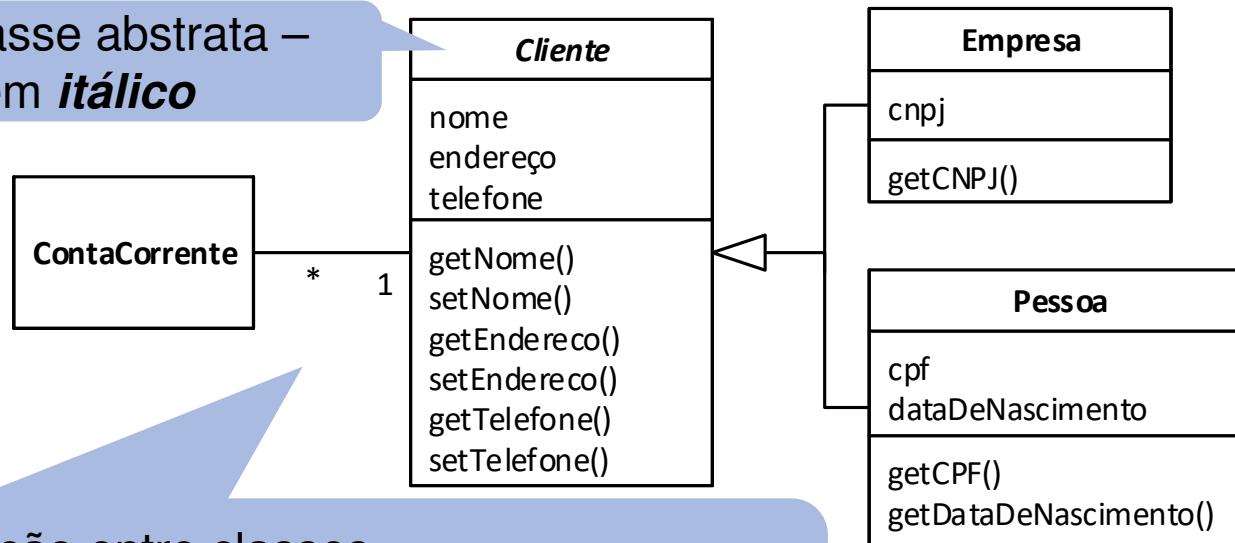 asse abstrata –
em itálico
Cliente
nome
endereço
telefone
getNome()
setNome()
getEndereco()
setEndereco()
getTelefone()
setTelefone()
ContaCorrente
*
1
Empresa
cnpj
getCNPJ()
Pessoa
cpf
dataDeNascimento
getCPF()
getDataDeNascimento()
ção entre classes